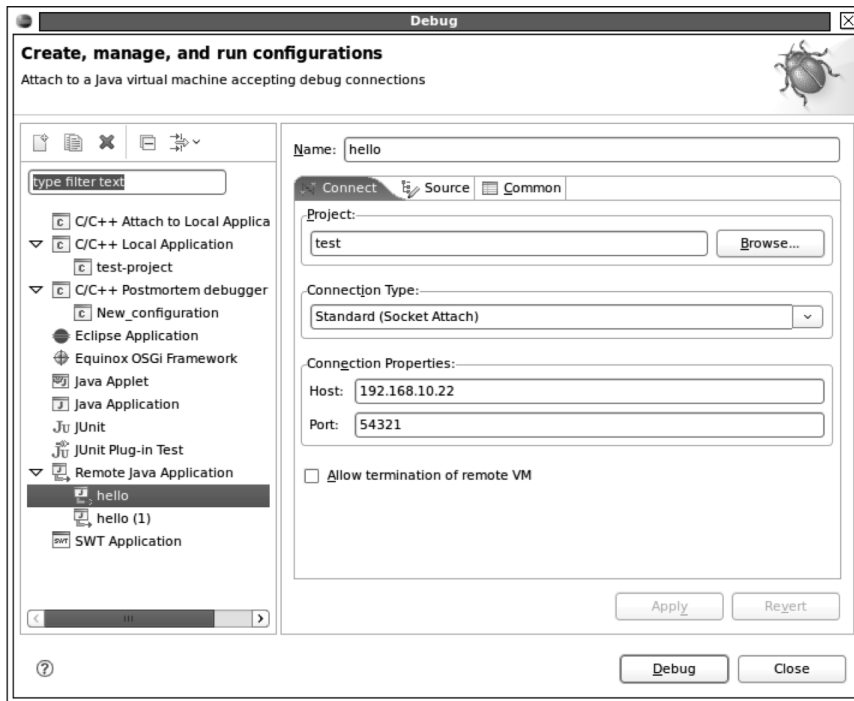 Debug
Create, manage, and run configurations
Attach to a Java virtual machine accepting debug connections
type filter text
C/C++ Attach to Local Applica
C/C++ Local Application
test-project
C/C++ Postmortem debugger
New_configuration
Eclipse Application
Equinox OSGi Framework
Java Applet
Java Application
JUnit
JUnit Plug-in Test
Remote Java Application
hello
hello (1)
SWT Application
Name: hello
Connect Source Common
Project:
test Browse...
Connection Type:
Standard (Socket Attach)
Connection Properties:
Host: 192.168.10.22
Port: 54321
Allow termination of remote VM
Apply Revert
Debug Close